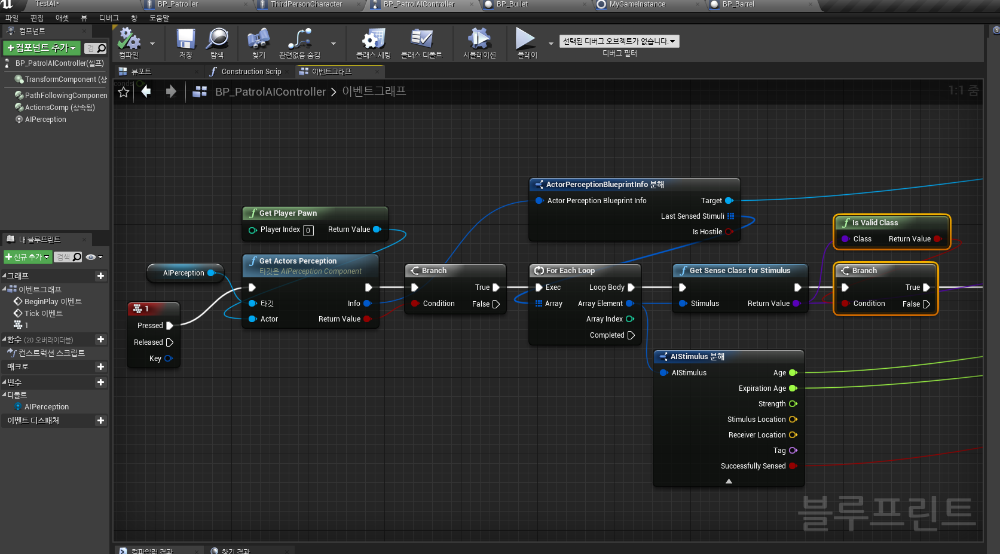 TestAI*
BP_Patroller
ThirdPersonCharacter
BP_PatrolAIController
BP_Bullet
MyGameInstance
BP_Barrel
파일 편집 애셋 뷰 디버그 창 도움말
컴포넌트
+컴포넌트 추가
검
BP_PatrolAIController(셀프)
TransformComponent (상
PathFollowingComponen
ActionsComp (상속됨)
AIPerception
컴파일
저장
탐색
찾기
관련없음 숨김
클래스 세팅
클래스 디폴트
시뮬레이션
플레이
선택된 디버그 오브젝트가 없습니다.
디버그 필터
뷰포트
Construction Scrip
이벤트그래프
conds
BP_PatrolAIController > 이벤트그래프
1:1 줌
내 블루프린트
+신규 추가
검색
그래프
이벤트그래프
BeginPlay 이벤트
Tick 이벤트
1
함수 (20 오버라이더블)
컨스트럭션 스크립트
매크로
변수
디폴트
AIPerception
이벤트 디스패처
ActorPerceptionBlueprintInfo 분해
Actor Perception Blueprint Info
Target
Last Sensed Stimuli
Is Hostile
Get Player Pawn
Player Index 0
Return Value
AIPerception
Get Actors Perception
타깃은 AIPerception Component
타깃
Info
Actor
Return Value
1
Pressed
Released
Key
Branch
True
Condition
False
For Each Loop
Exec
Loop Body
Array
Array Element
Array Index
Completed
Get Sense Class for Stimulus
Stimulus
Return Value
Is Valid Class
Class
Return Value
Branch
True
Condition
False
AIStimulus 분해
AIStimulus
Age
Expiration Age
Strength
Stimulus Location
Receiver Location
Tag
Successfully Sensed
블루프린트
컴파일러 결과
찾기 결과